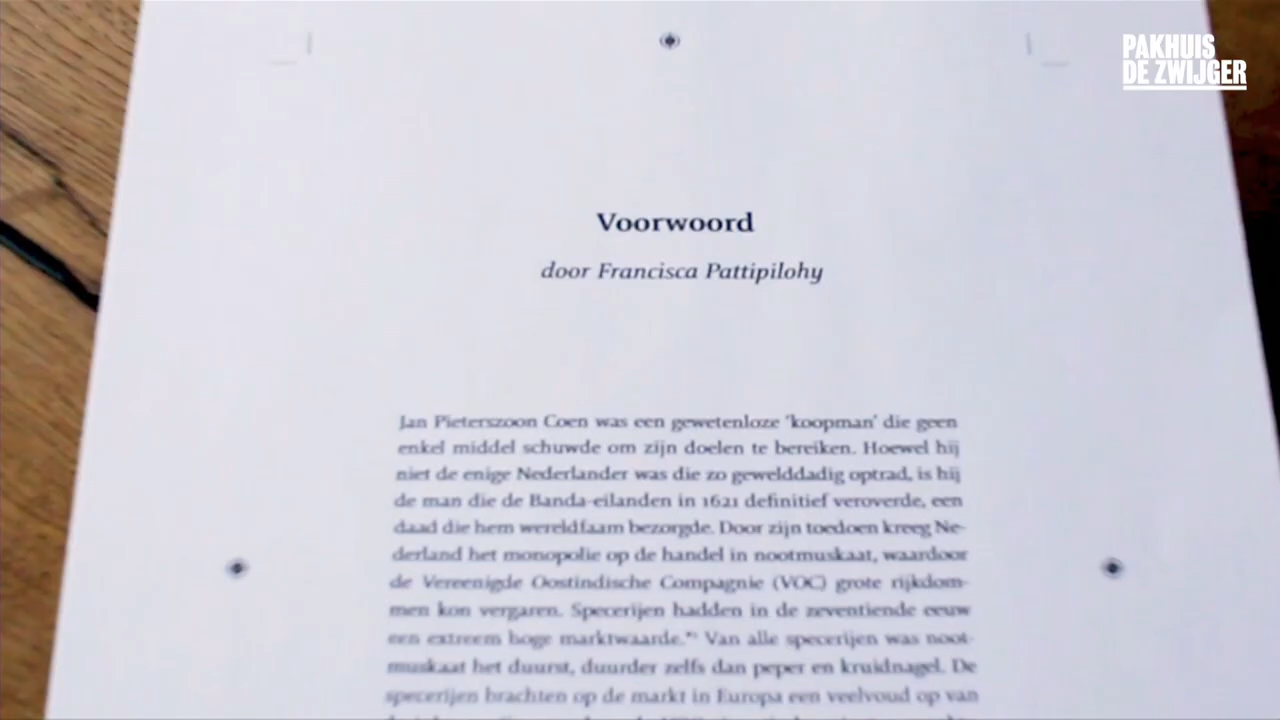 PAKHUIS
DE ZWIJGER
Voorwoord
door Francisca Pattipilohy
Jan Pieterszoon Coen was een gewetenloze 'koopman' die geen
enkel middel schuwde om zijn doelen te bereiken. Hoewel hij
niet de enige Nederlander was die zo gewelddadig optrad, is hij
de man die de Banda-eilanden in 1621 definitief veroverde, een
daad die hem wereldfaam bezorgde. Door zijn toedoen kreeg Ne-
derland het monopolie op de handel in nootmuskaat, waardoor
de Vereenigde Oostindische Compagnie (VOC) grote rijkdom-
men kon vergaren. Specerijen hadden in de zeventiende eeuw
een extreem hoge marktwaarde. Van alle specerijen was noot-
muskaat het duurst, duurder zelfs dan peper en kruidnagel. De
specerijen brachten op de markt in Europa een veelvoud op van